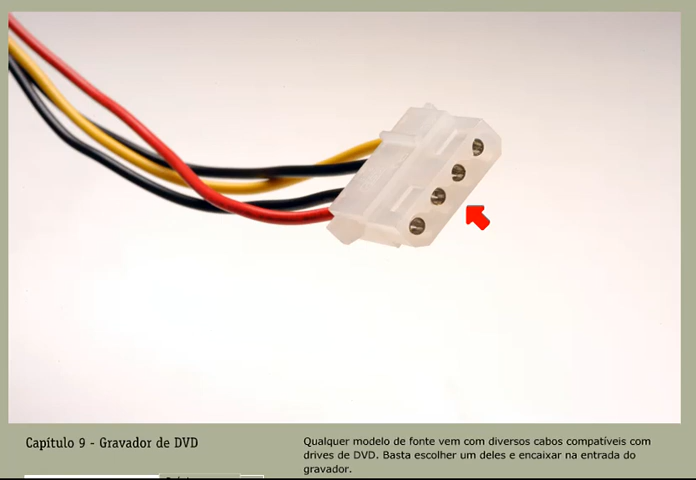 Capítulo 9 - Gravador de DVD
Qualquer modelo de fonte vem com diversos cabos compatíveis com
drives de DVD. Basta escolher um deles e encaixar na entrada do
gravador.